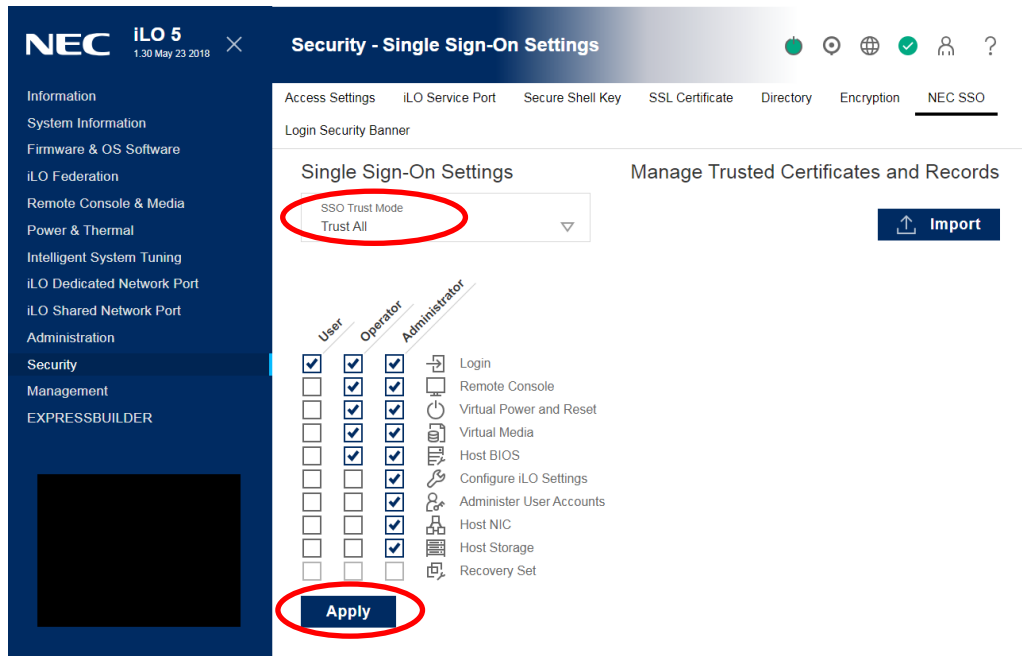 NEC
iLO 5
1.30 May 23 2018
Information
System Information
Firmware & OS Software
iLO Federation
Remote Console & Media
Power & Thermal
Intelligent System Tuning
iLO Dedicated Network Port
iLO Shared Network Port
Administration
Security
Management
EXPRESSBUILDER
Security - Single Sign-On Settings
?
Access Settings iLO Service Port Secure Shell Key SSL Certificate Directory Encryption NEC SSO
Login Security Banner
Single Sign-On Settings
SSO Trust Mode
Trust All
Manage Trusted Certificates and Records
Import
User Operator Administrator
Login
Remote Console
Virtual Power and Reset
Virtual Media
Host BIOS
Configure iLO Settings
Administer User Accounts
Host NIC
Host Storage
Recovery Set
Apply